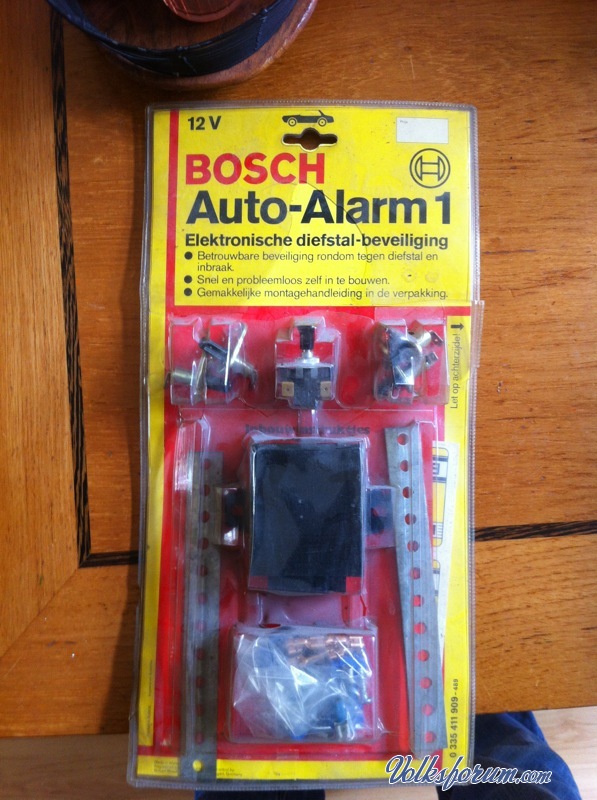 12 V
BOSCH
Auto-Alarm 1
Elektronische diefstal-beveiliging
● Betrouwbare beveiliging rondom tegen diefstal en
inbraak.
● Snel en probleemloos zelf in te bouwen.
● Gemakkelijke montagehandleiding in de verpakking.
Let op achterzijde!
0 335 411 909 - 489
Volksforum.com